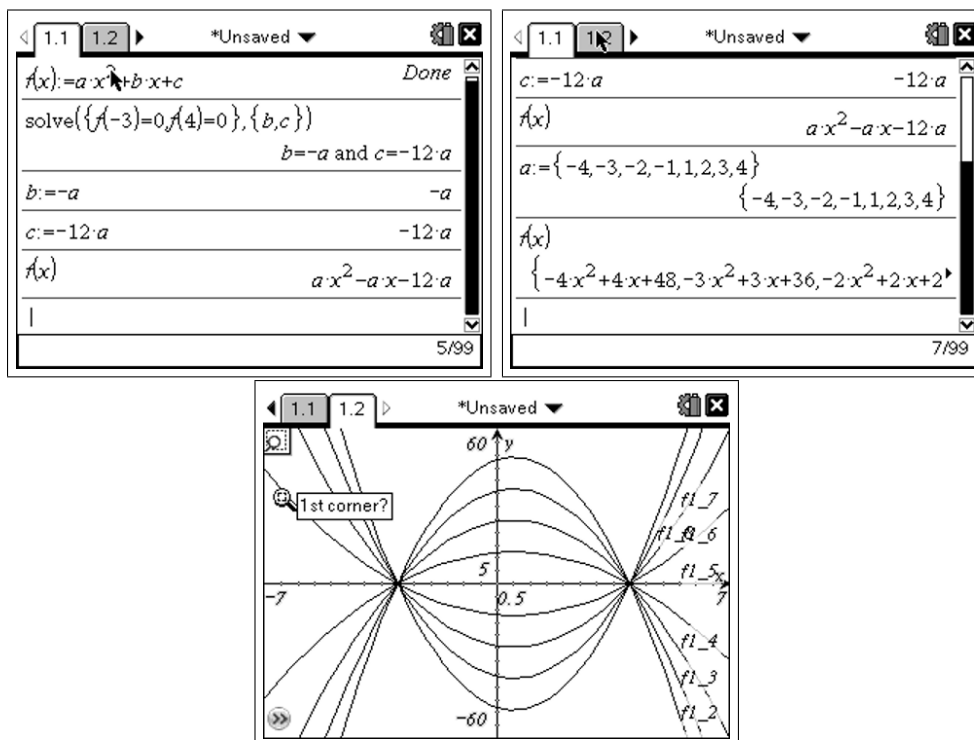 1.1 1.2 *Unsaved
f(x):=a·x²+b·x+c Done
solve({f(-3)=0,f(4)=0},{b,c})
b=-a and c=-12·a
b:=-a -a
c:=-12·a -12·a
f(x) a·x²-a·x-12·a
5/99
1.1 1.2 *Unsaved
c:=-12·a -12·a
f(x) a·x²-a·x-12·a
a:={-4,-3,-2,-1,1,2,3,4}
{-4,-3,-2,-1,1,2,3,4}
f(x)
{-4·x²+4·x+48,-3·x²+3·x+36,-2·x²+2·x+2
7/99
1.1 1.2 *Unsaved
60 y
1st corner?
f1_7
f1_6
5 f1_5 x
-7 0.5 7
f1_4
f1_3
-60 f1_2